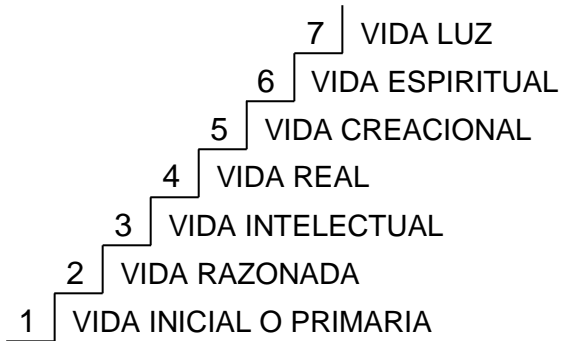 7 VIDA LUZ
6 VIDA ESPIRITUAL
5 VIDA CREACIONAL
4 VIDA REAL
3 VIDA INTELECTUAL
2 VIDA RAZONADA
1 VIDA INICIAL O PRIMARIA